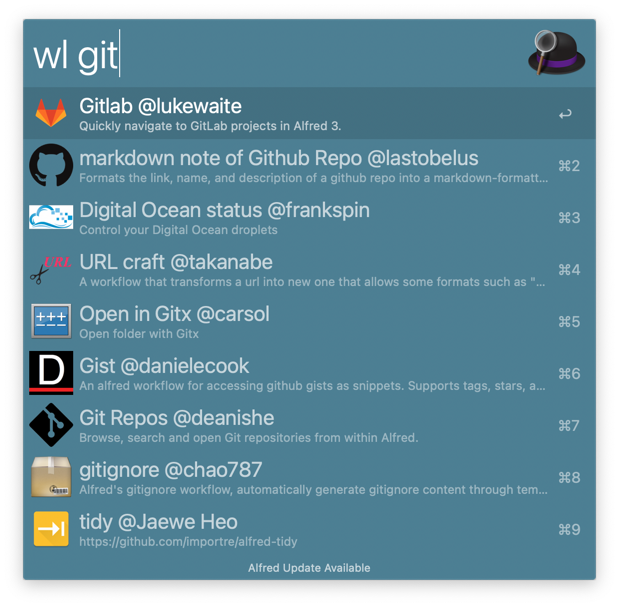 wl git
Gitlab @lukewaite
Quickly navigate to GitLab projects in Alfred 3.
markdown note of Github Repo @lastobelus
⌘2
Formats the link, name, and description of a github repo into a markdown-formatt...
Digital Ocean status @frankspin
⌘3
Control your Digital Ocean droplets
URL
URL craft @takanabe
⌘4
A workflow that transforms a url into new one that allows some formats such as "...
Open in Gitx @carsol
⌘5
Open folder with Gitx
D
Gist @danielecook
⌘6
An alfred workflow for accessing github gists as snippets. Supports tags, stars, a...
Git Repos @deanishe
⌘7
Browse, search and open Git repositories from within Alfred.
gitignore @chao787
⌘8
Alfred's gitignore workflow, automatically generate gitignore content through tem...
tidy @Jaewe Heo
⌘9
https://github.com/importre/alfred-tidy
Alfred Update Available